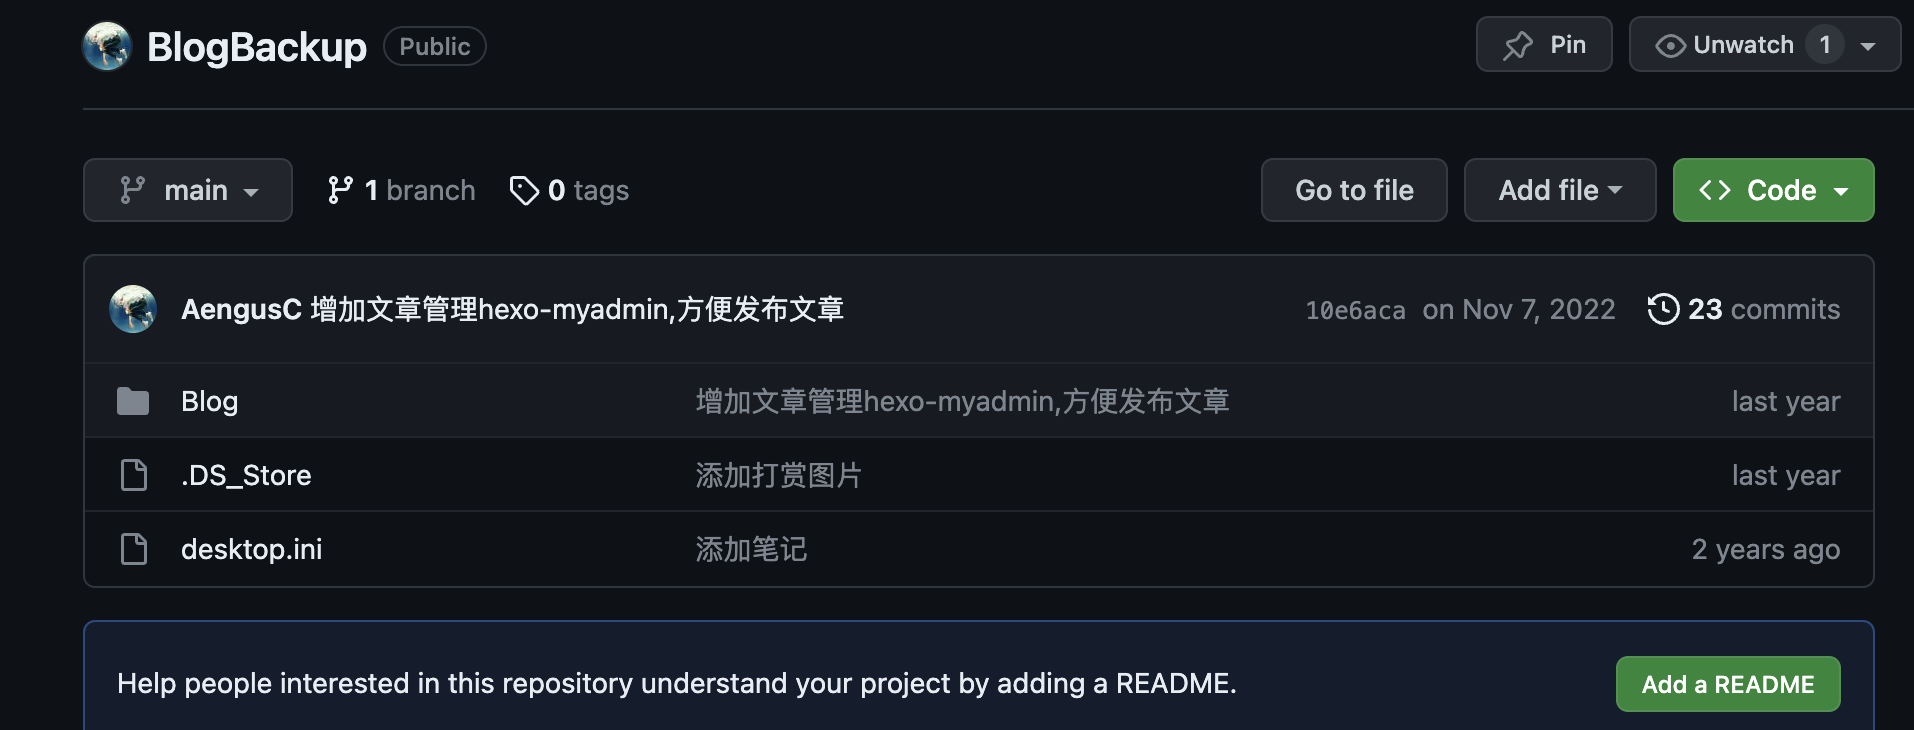 BlogBackup Public Pin Unwatch 1
main 1 branch 0 tags Go to file Add file Code
AengusC 增加文章管理hexo-myadmin,方便发布文章 10e6aca on Nov 7, 2022 23 commits
Blog 增加文章管理hexo-myadmin,方便发布文章 last year
.DS_Store 添加打赏图片 last year
desktop.ini 添加笔记 2 years ago
Help people interested in this repository understand your project by adding a README. Add a README